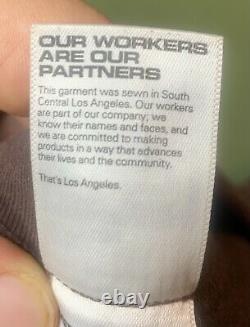 OUR WORKERS
ARE OUR
PARTNERS
This garment was sewn in South
Central Los Angeles. Our workers
are part of our company; we
know their names and faces, and
we are committed to making
products in a way that advances
their lives and the community.
That's Los Angeles.